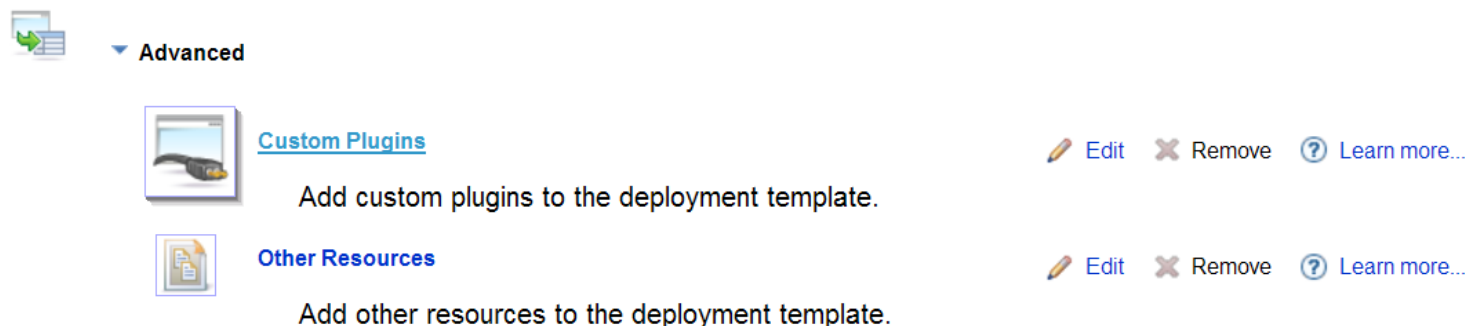 Advanced
Custom Plugins
Edit Remove Learn more...
Add custom plugins to the deployment template.
Other Resources
Edit Remove Learn more...
Add other resources to the deployment template.